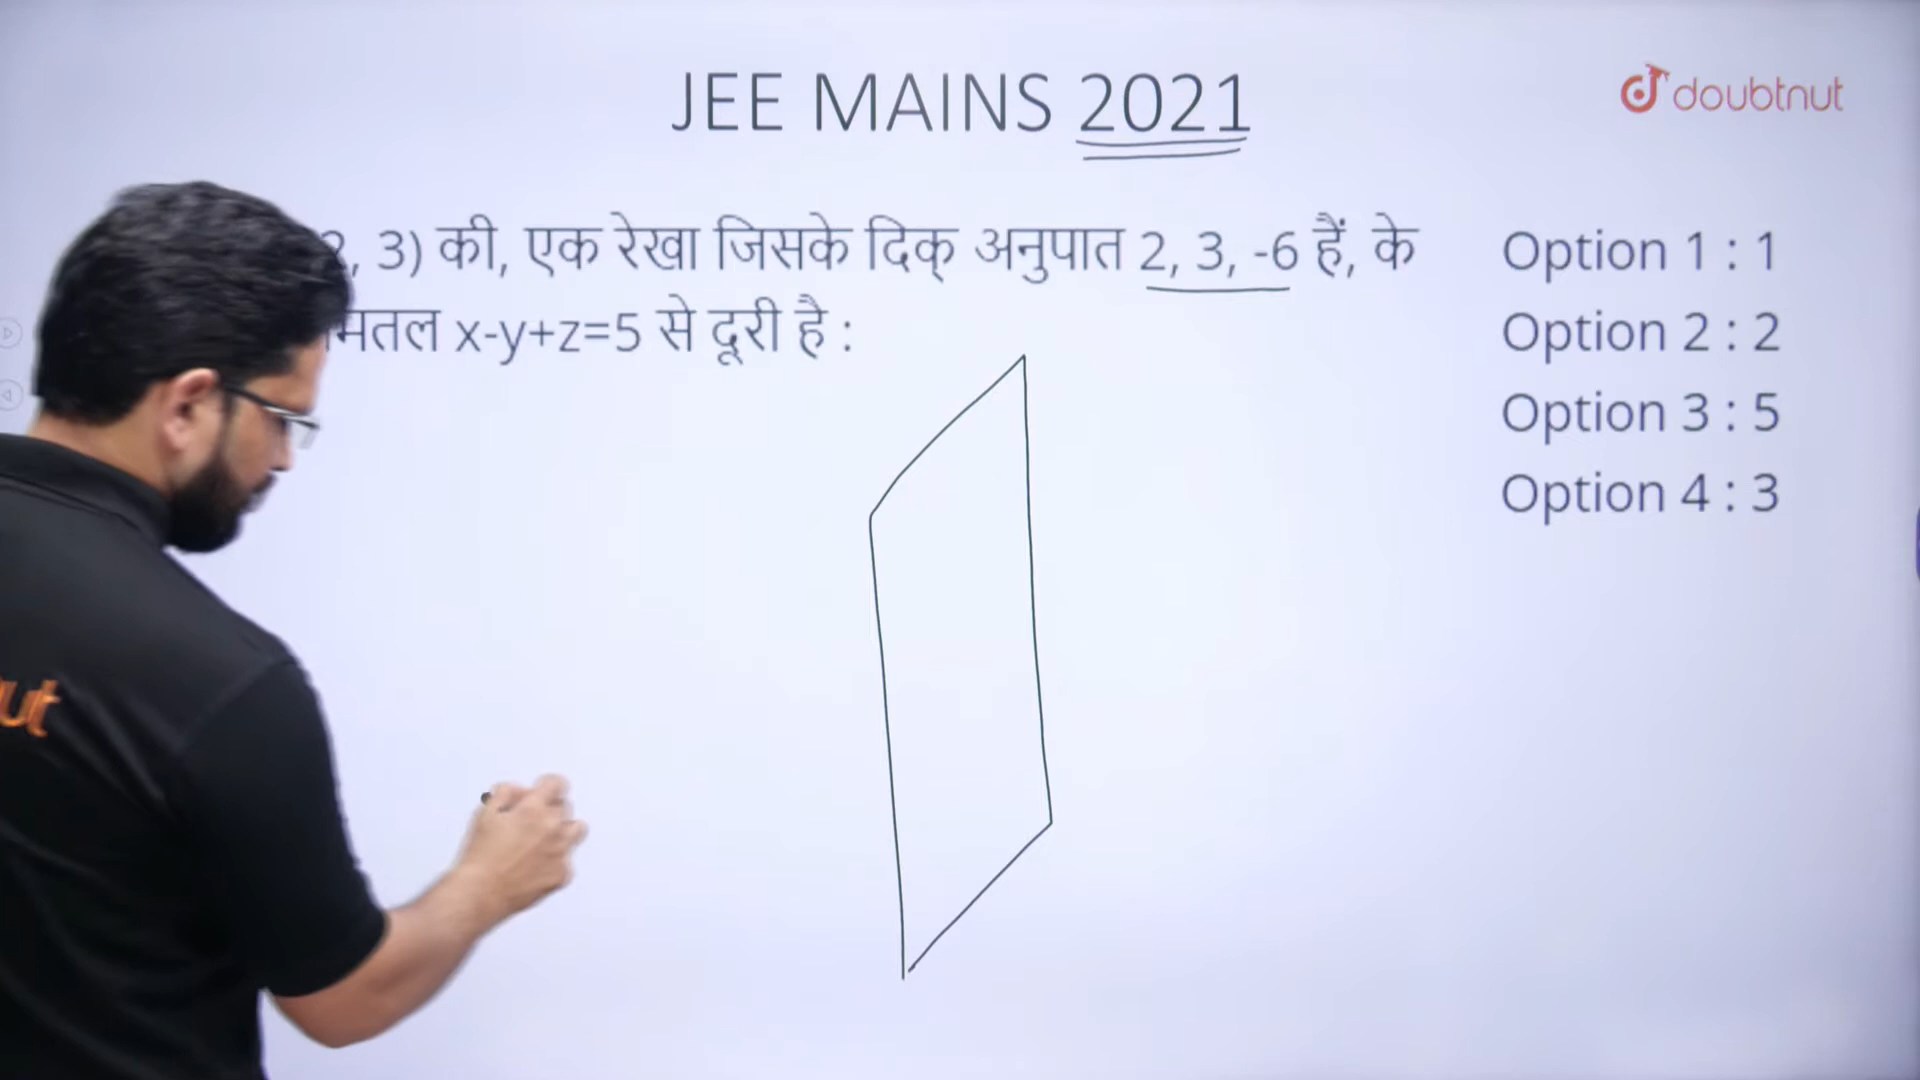 JEE MAINS 2021
doubtnut
, 3) की, एक रेखा जिसके दिक् अनुपात 2, 3, -6 हैं, के
x-y+z=5 से दूरी है :
Option 1 : 1
Option 2 : 2
Option 3 : 5
Option 4 : 3
ut